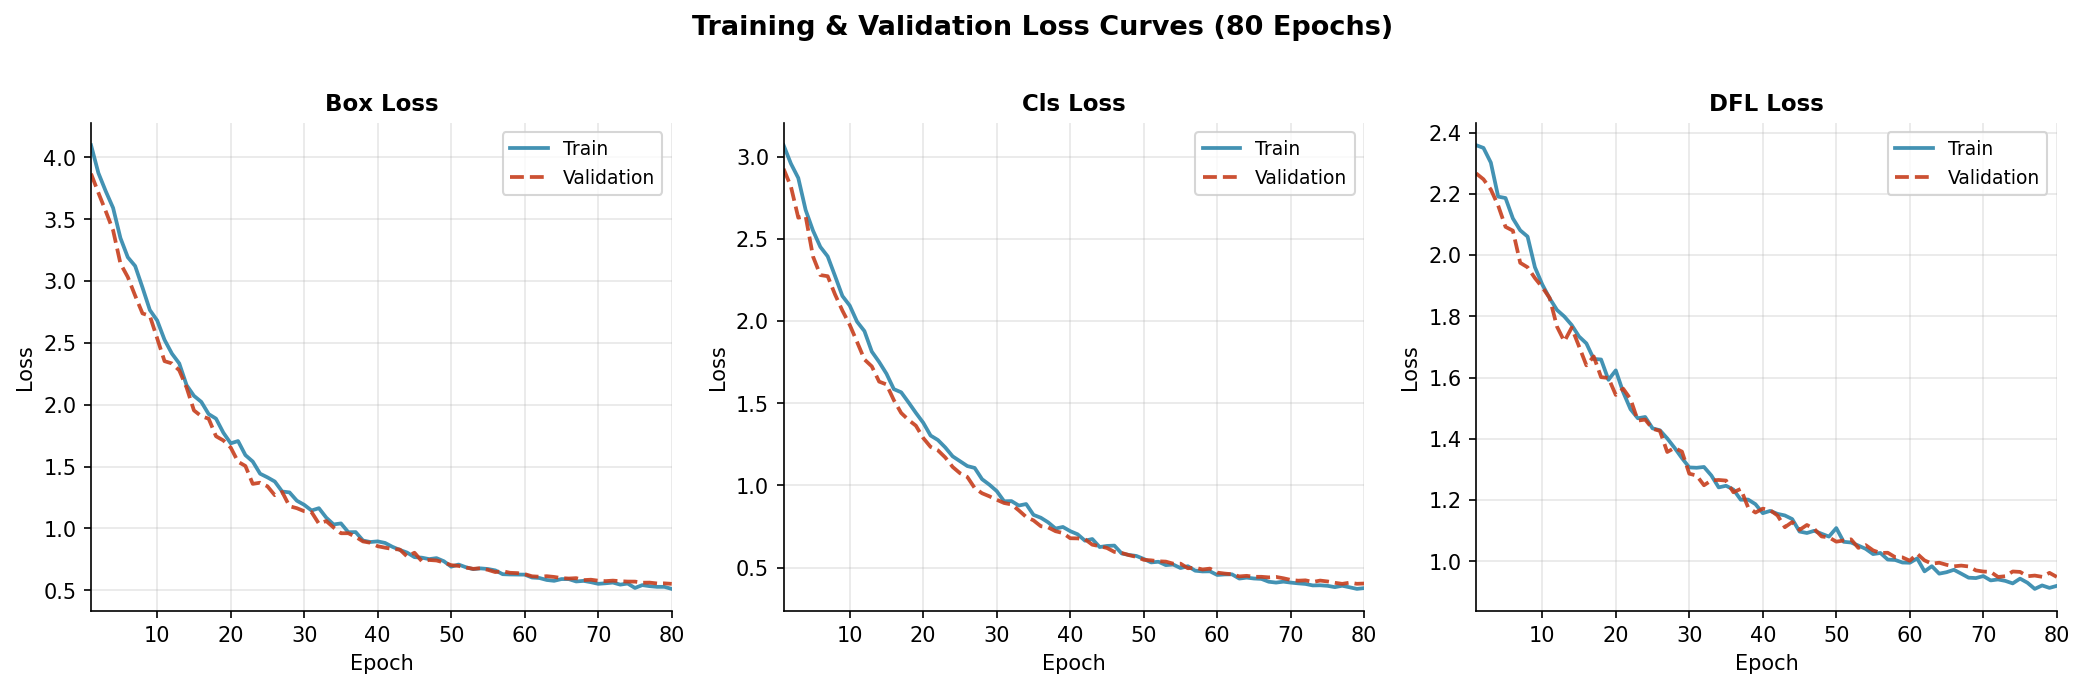 Training & Validation Loss Curves (80 Epochs)
Box Loss
Train
Validation
4.0
3.5
3.0
2.5
2.0
1.5
1.0
0.5
Loss
10 20 30 40 50 60 70 80
Epoch
Cls Loss
Train
Validation
3.0
2.5
2.0
1.5
1.0
0.5
Loss
10 20 30 40 50 60 70 80
Epoch
DFL Loss
Train
Validation
2.4
2.2
2.0
1.8
1.6
1.4
1.2
1.0
Loss
10 20 30 40 50 60 70 80
Epoch